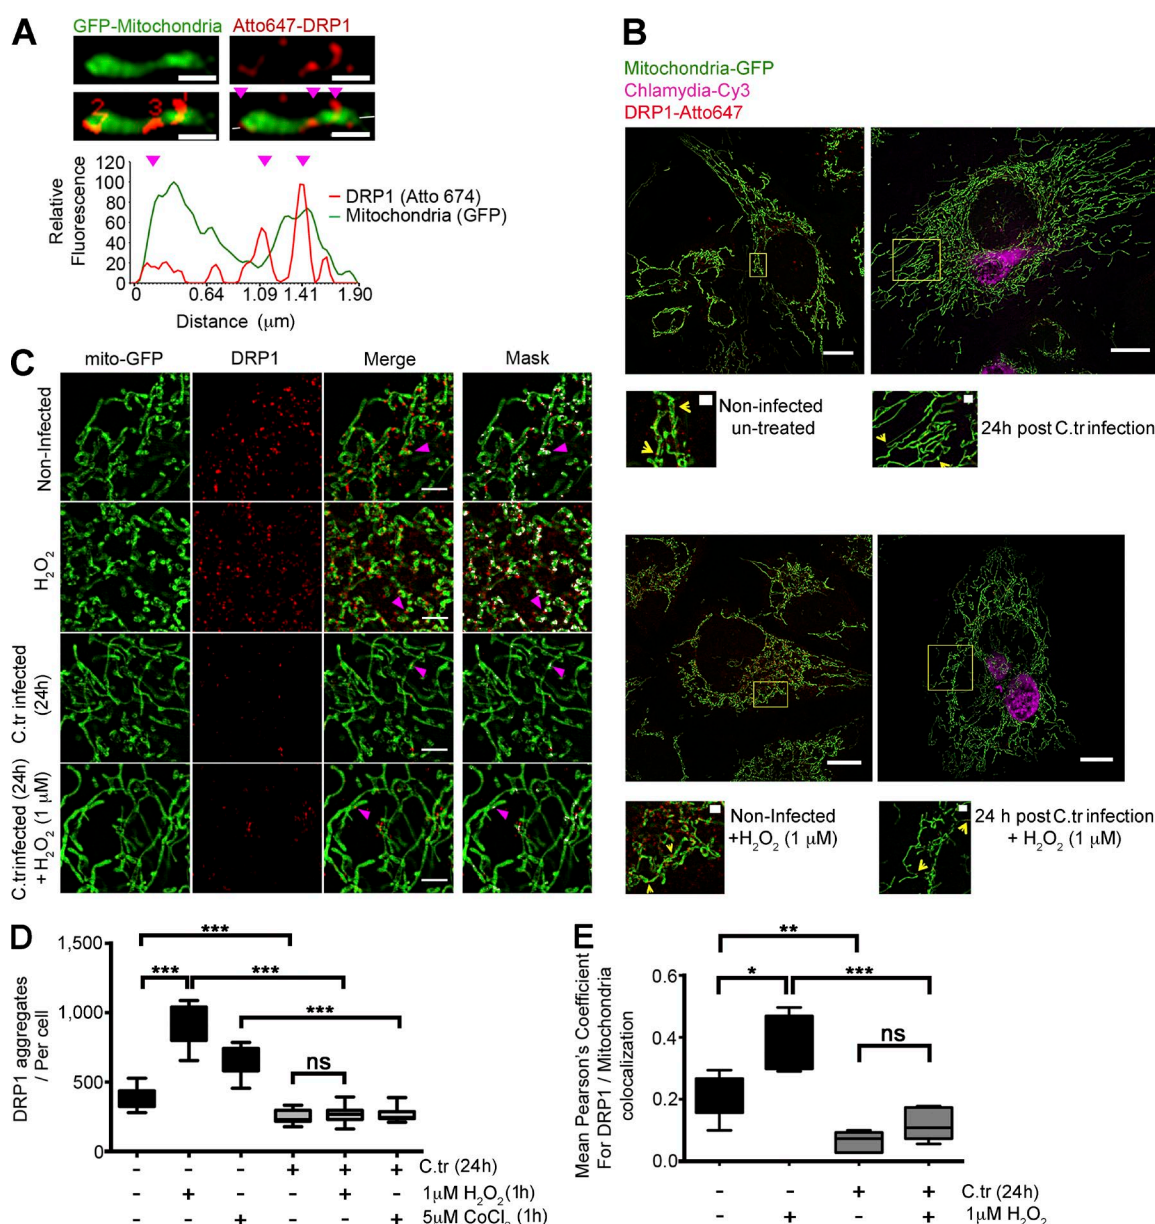 A
GFP-Mitochondria
Atto647-DRP1
2
3
1
Relative
Fluorescence
120
100
80
60
40
20
0
DRP1 (Atto 674)
Mitochondria (GFP)
0 0.64 1.09 1.41 1.90
Distance (μm)
B
Mitochondria-GFP
Chlamydia-Cy3
DRP1-Atto647
Non-infected
un-treated
24h post C.tr infection
Non-Infected
+H₂O₂ (1 μM)
24 h post C.tr infection
+ H₂O₂ (1 μM)
C
mito-GFP DRP1 Merge Mask
Non-Infected
H₂O₂
C.tr infected
(24h)
C.trinfected (24h)
+ H₂O₂ (1 μM)
D
DRP1 aggregates
/ Per cell
1,500
1,000
500
0
***
*** ***
***
ns
- - - + + + C.tr (24h)
- + - - + - 1μM H₂O₂ (1h)
- - + - - + 5μM CoCl₂ (1h)
E
Mean Pearson's Coefficient
For DRP1 / Mitochondria
colocalization
0.6
0.4
0.2
0.0
**
* ***
ns
- - + + C.tr (24h)
- + - + 1μM H₂O₂